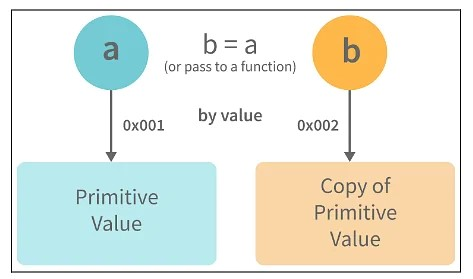 a
b = a
(or pass to a function)
b
by value
0x001
0x002
Primitive
Value
Copy of
Primitive
Value